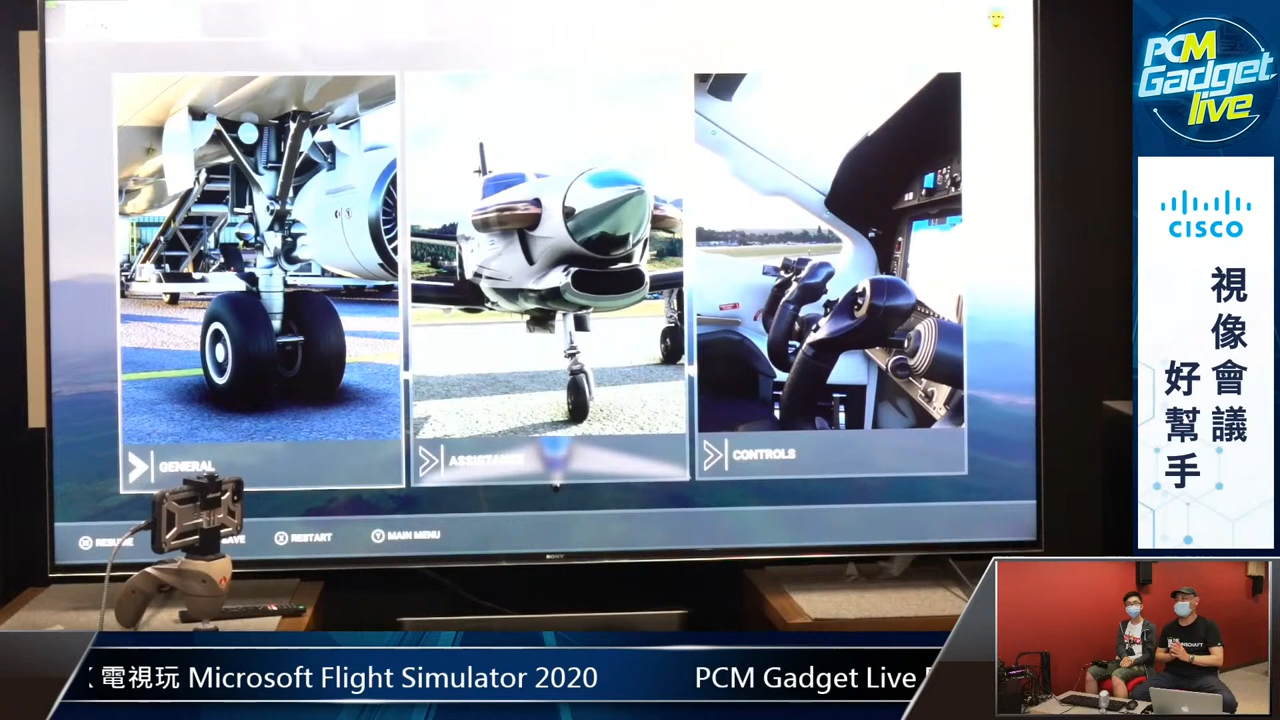 PCM
Gadget
live
CISCO
視像會議
好幫手
GENERAL
CONTROLS
RESTART
MAIN MENU
SONY
電視玩 Microsoft Flight Simulator 2020
PCM Gadget Live